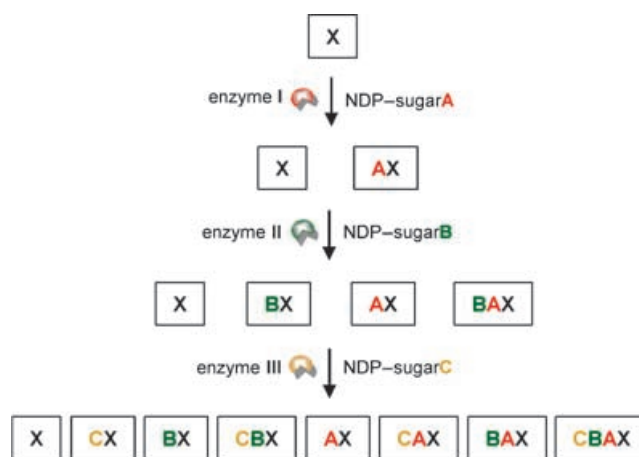 X
enzyme I NDP–sugarA
X AX
enzyme II NDP–sugarB
X BX AX BAX
enzyme III NDP–sugarC
X CX BX CBX AX CAX BAX CBAX